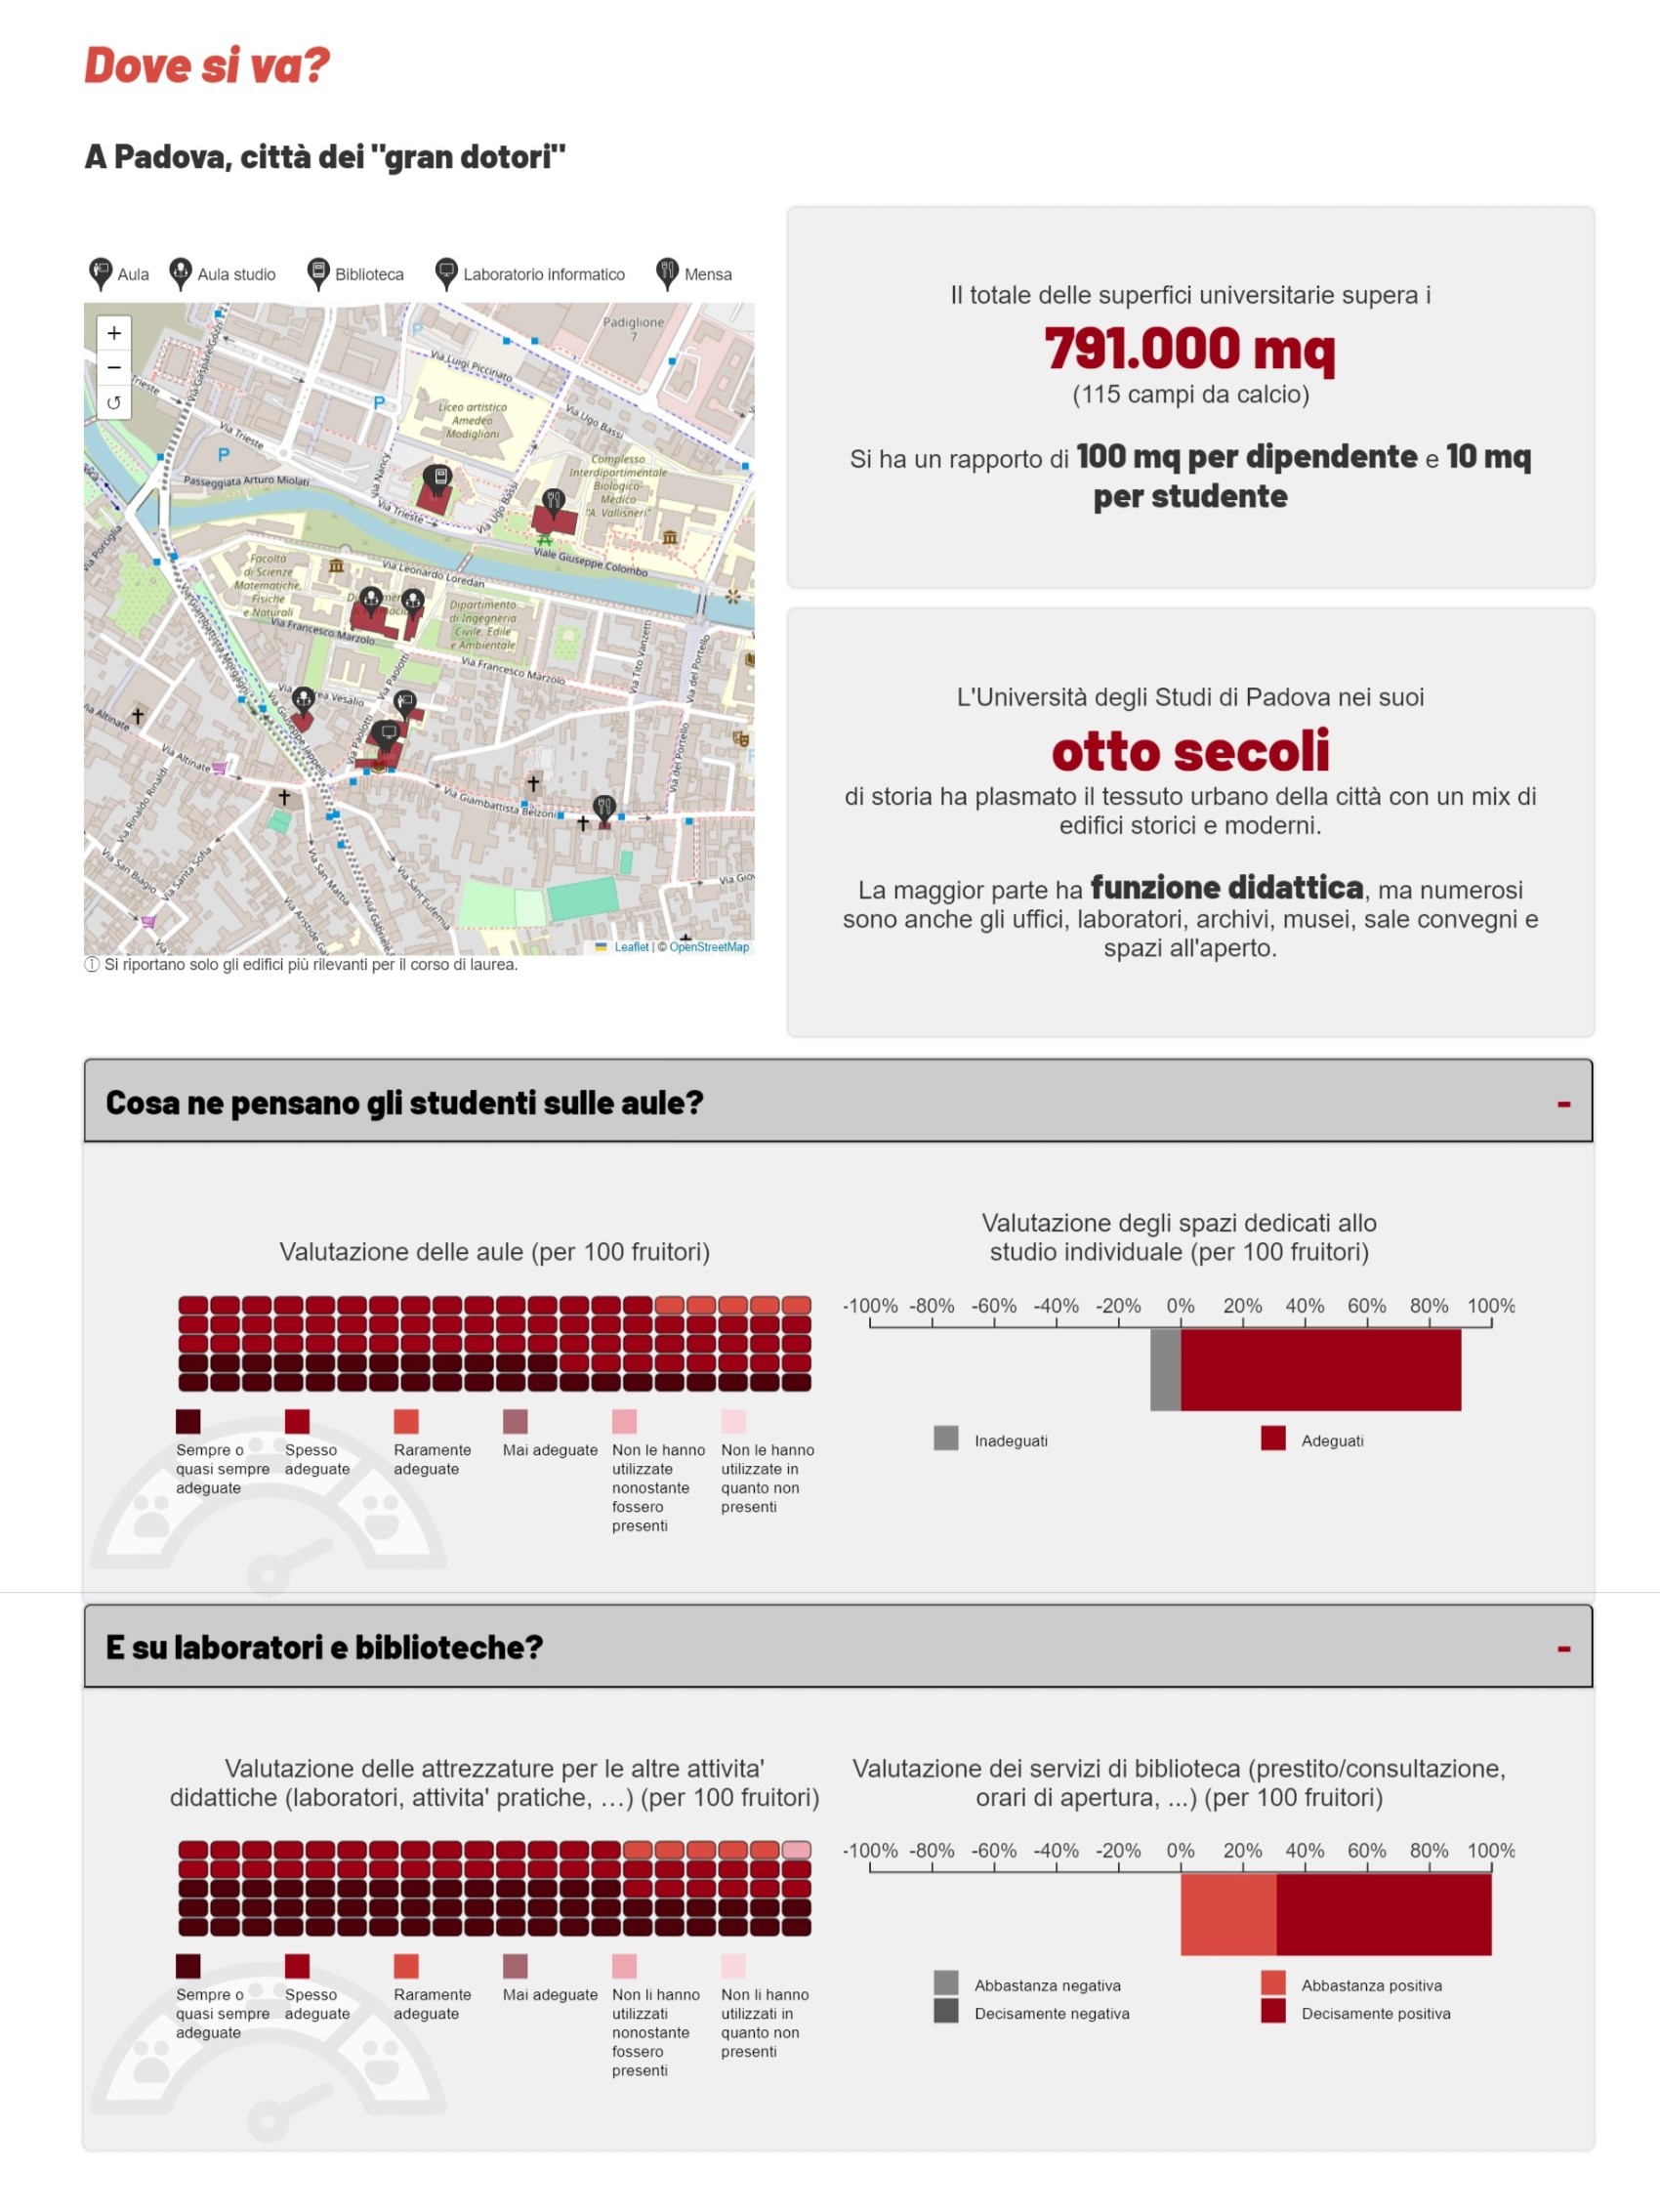 Dove si va?
A Padova, città dei "gran dotori"
Aula
Aula studio
Biblioteca
Laboratorio informatico
Mensa
+
−
↺
Trieste
Via Gaspare Gozzi
Via Trieste
P
P
P
Padiglione
7
Via Luigi Piccinato
Via Ugo Bassi
Liceo artistico
Amedeo
Modigliani
Complesso
Interdipartimentale
Biologico-
Medico
"A. Vallisneri"
Passeggiata Arturo Miolati
Via Nancy
Via Trieste
Via Ugo Bassi
Viale Giuseppe Colombo
Via Porciglia
Facoltà
di Scienze
Matematiche,
Fisiche
e Naturali
Via Leonardo Loredan
Dipartimento
di Ingegneria
Civile, Edile
e Ambientale
Via Francesco Marzolo
Via Francesco Marzolo
Via Giambattista Morgagni
Via Paolotti
Via Paolotti
Via Tito Vanzetti
Via del Portello
Via del Portello
Via Giuseppe Jappelli
Via Altinate
Via Rinaldo Rinaldi
Via Giambattista Belzoni
Via San Biagio
Via Santa Sofia
Via San Mattia
Via Sant'Eufemia
Leaflet | © OpenStreetMap
ⓘ Si riportano solo gli edifici più rilevanti per il corso di laurea.
Il totale delle superfici universitarie supera i
791.000 mq
(115 campi da calcio)
Si ha un rapporto di 100 mq per dipendente e 10 mq
per studente
L'Università degli Studi di Padova nei suoi
otto secoli
di storia ha plasmato il tessuto urbano della città con un mix di
edifici storici e moderni.
La maggior parte ha funzione didattica, ma numerosi
sono anche gli uffici, laboratori, archivi, musei, sale convegni e
spazi all'aperto.
Cosa ne pensano gli studenti sulle aule? -
Valutazione delle aule (per 100 fruitori)
Sempre o
quasi sempre
adeguate
Spesso
adeguate
Raramente
adeguate
Mai adeguate
Non le hanno
utilizzate
nonostante
fossero
presenti
Non le hanno
utilizzate in
quanto non
presenti
Valutazione degli spazi dedicati allo
studio individuale (per 100 fruitori)
-100% -80% -60% -40% -20% 0% 20% 40% 60% 80% 100%
Inadeguati
Adeguati
E su laboratori e biblioteche? -
Valutazione delle attrezzature per le altre attivita'
didattiche (laboratori, attivita' pratiche, …) (per 100 fruitori)
Sempre o
quasi sempre
adeguate
Spesso
adeguate
Raramente
adeguate
Mai adeguate
Non li hanno
utilizzati
nonostante
fossero
presenti
Non li hanno
utilizzati in
quanto non
presenti
Valutazione dei servizi di biblioteca (prestito/consultazione,
orari di apertura, ...) (per 100 fruitori)
-100% -80% -60% -40% -20% 0% 20% 40% 60% 80% 100%
Abbastanza negativa
Decisamente negativa
Abbastanza positiva
Decisamente positiva